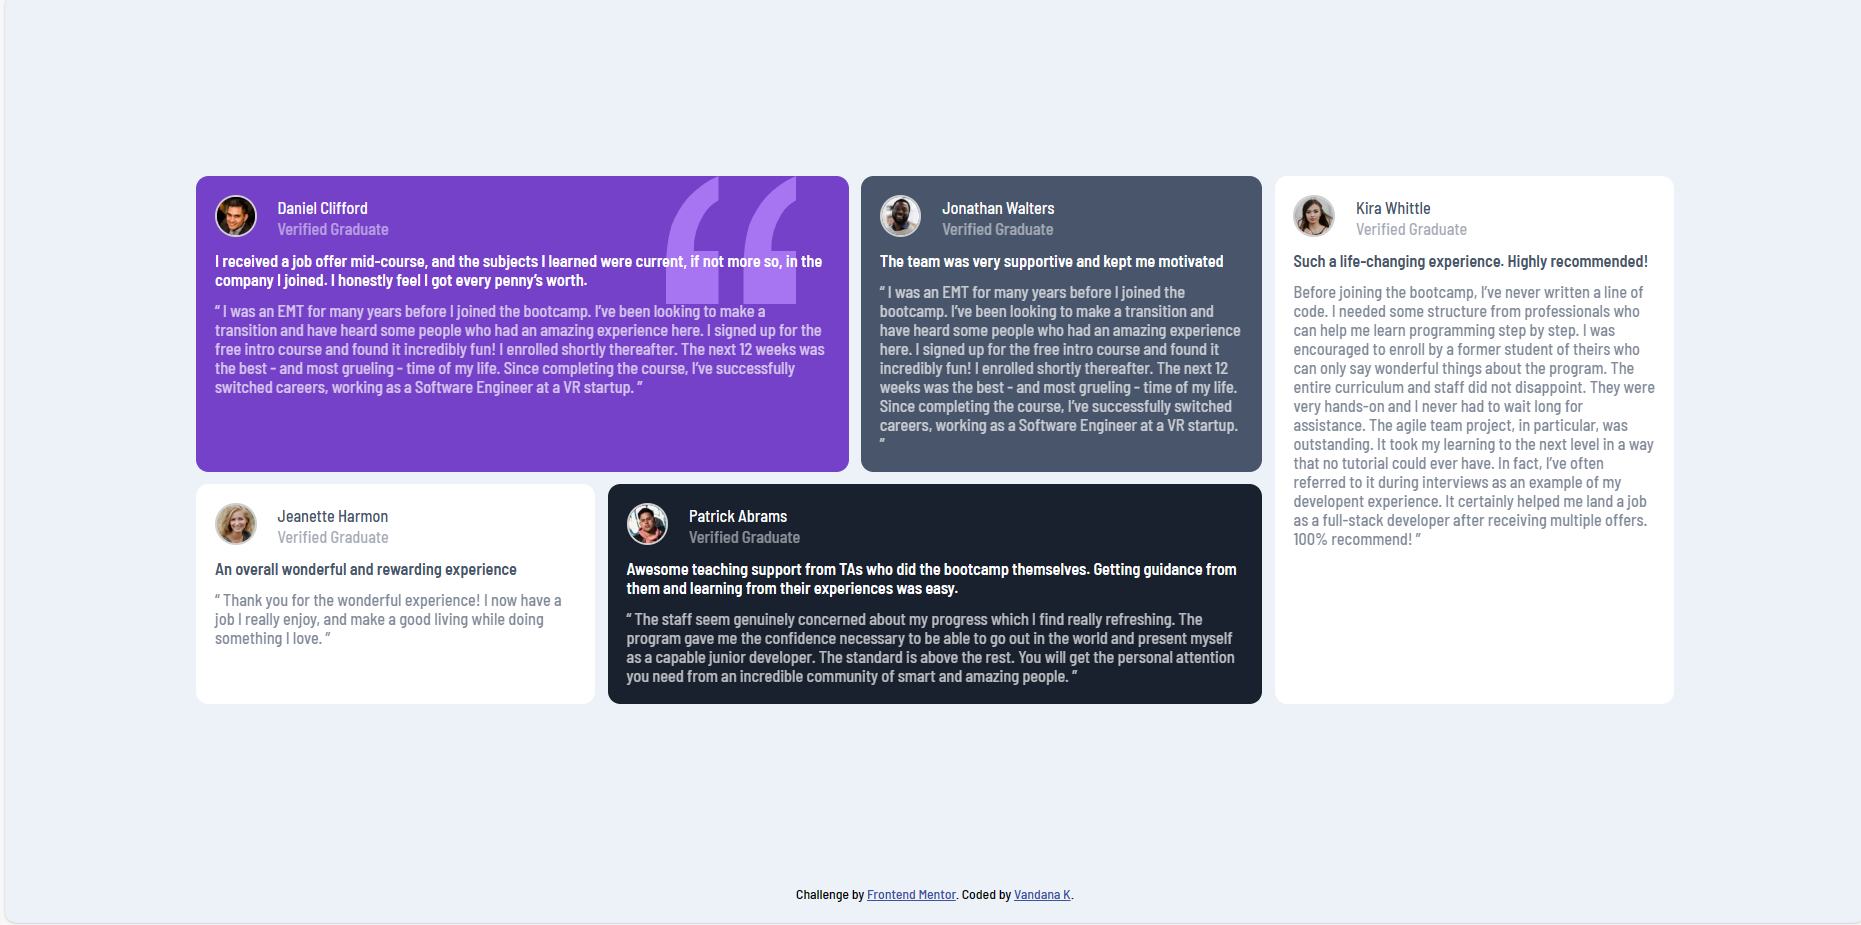 Daniel Clifford
Verified Graduate
I received a job offer mid-course, and the subjects I learned were current, if not more so, in the
company I joined. I honestly feel I got every penny’s worth.
“ I was an EMT for many years before I joined the bootcamp. I’ve been looking to make a
transition and have heard some people who had an amazing experience here. I signed up for the
free intro course and found it incredibly fun! I enrolled shortly thereafter. The next 12 weeks was
the best - and most grueling - time of my life. Since completing the course, I’ve successfully
switched careers, working as a Software Engineer at a VR startup. ”
Jonathan Walters
Verified Graduate
The team was very supportive and kept me motivated
“ I was an EMT for many years before I joined the
bootcamp. I’ve been looking to make a transition and
have heard some people who had an amazing experience
here. I signed up for the free intro course and found it
incredibly fun! I enrolled shortly thereafter. The next 12
weeks was the best - and most grueling - time of my life.
Since completing the course, I’ve successfully switched
careers, working as a Software Engineer at a VR startup.
”
Kira Whittle
Verified Graduate
Such a life-changing experience. Highly recommended!
Before joining the bootcamp, I’ve never written a line of
code. I needed some structure from professionals who
can help me learn programming step by step. I was
encouraged to enroll by a former student of theirs who
can only say wonderful things about the program. The
entire curriculum and staff did not disappoint. They were
very hands-on and I never had to wait long for
assistance. The agile team project, in particular, was
outstanding. It took my learning to the next level in a way
that no tutorial could ever have. In fact, I’ve often
referred to it during interviews as an example of my
developent experience. It certainly helped me land a job
as a full-stack developer after receiving multiple offers.
100% recommend! ”
Jeanette Harmon
Verified Graduate
An overall wonderful and rewarding experience
“ Thank you for the wonderful experience! I now have a
job I really enjoy, and make a good living while doing
something I love. ”
Patrick Abrams
Verified Graduate
Awesome teaching support from TAs who did the bootcamp themselves. Getting guidance from
them and learning from their experiences was easy.
“ The staff seem genuinely concerned about my progress which I find really refreshing. The
program gave me the confidence necessary to be able to go out in the world and present myself
as a capable junior developer. The standard is above the rest. You will get the personal attention
you need from an incredible community of smart and amazing people. ”
Challenge by Frontend Mentor. Coded by Vandana K.